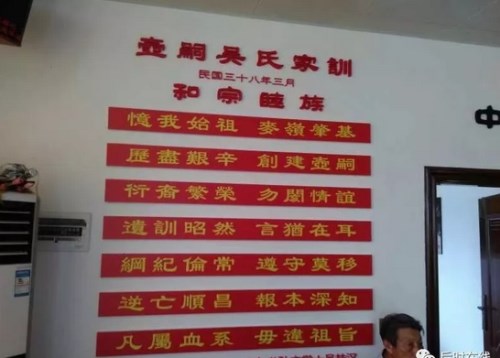 壺嗣吴氏家訓
民国三十八年三月
和宗睦族
憶我始祖 麥嶺肇基
歷盡艱辛 創建壺嗣
衍裔繁榮 勿閡情誼
遺訓昭然 言猶在耳
綱紀倫常 遵守莫移
逆亡順昌 報本深知
凡屬血系 毋違祖旨
中